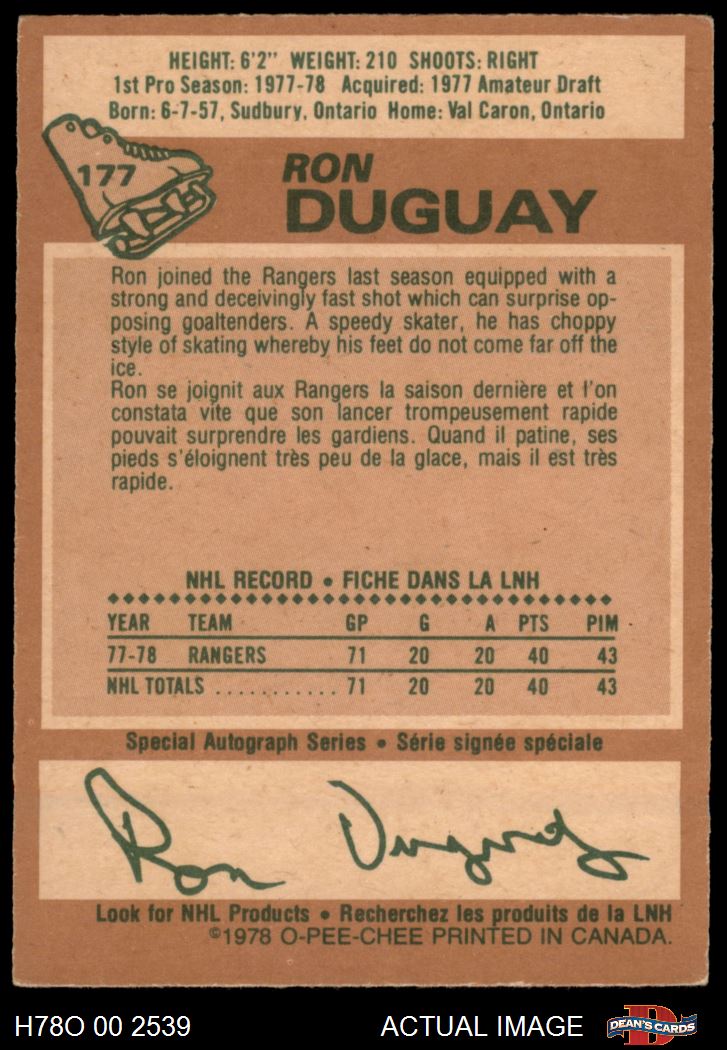 HEIGHT: 6'2" WEIGHT: 210 SHOOTS: RIGHT
1st Pro Season: 1977-78 Acquired: 1977 Amateur Draft
Born: 6-7-57, Sudbury, Ontario Home: Val Caron, Ontario
177
RON
DUGUAY
Ron joined the Rangers last season equipped with a
strong and deceivingly fast shot which can surprise op-
posing goaltenders. A speedy skater, he has choppy
style of skating whereby his feet do not come far off the
ice.
Ron se joignit aux Rangers la saison dernière et l'on
constata vite que son lancer trompeusement rapide
pouvait surprendre les gardiens. Quand il patine, ses
pieds s'éloignent très peu de la glace, mais il est très
rapide.
NHL RECORD • FICHE DANS LA LNH
YEAR TEAM GP G A PTS PIM
77-78 RANGERS 71 20 20 40 43
NHL TOTALS ........... 71 20 20 40 43
Special Autograph Series • Série signée spéciale
Ron Duguay
Look for NHL Products • Recherchez les produits de la LNH
©1978 O-PEE-CHEE PRINTED IN CANADA.
H78O 00 2539 ACTUAL IMAGE DEAN'S CARDS